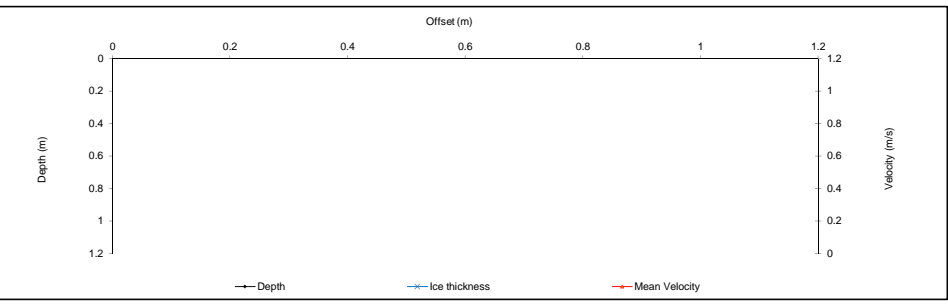 Offset (m)
0 0.2 0.4 0.6 0.8 1 1.2
0 1.2
0.2 1
0.4 0.8
Depth (m) 0.6 0.6 Velocity (m/s)
0.8 0.4
1 0.2
1.2 0
Depth Ice thickness Mean Velocity